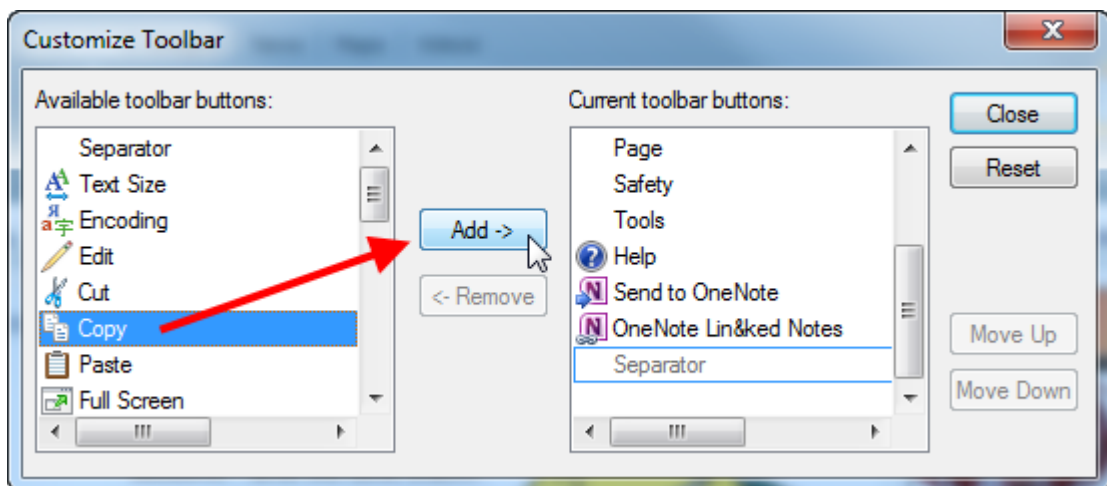 Customize Toolbar
Available toolbar buttons:
Separator
Text Size
Encoding
Edit
Cut
Copy
Paste
Full Screen
Add ->
<- Remove
Current toolbar buttons:
Page
Safety
Tools
Help
Send to OneNote
OneNote Lin&ked Notes
Separator
Close
Reset
Move Up
Move Down